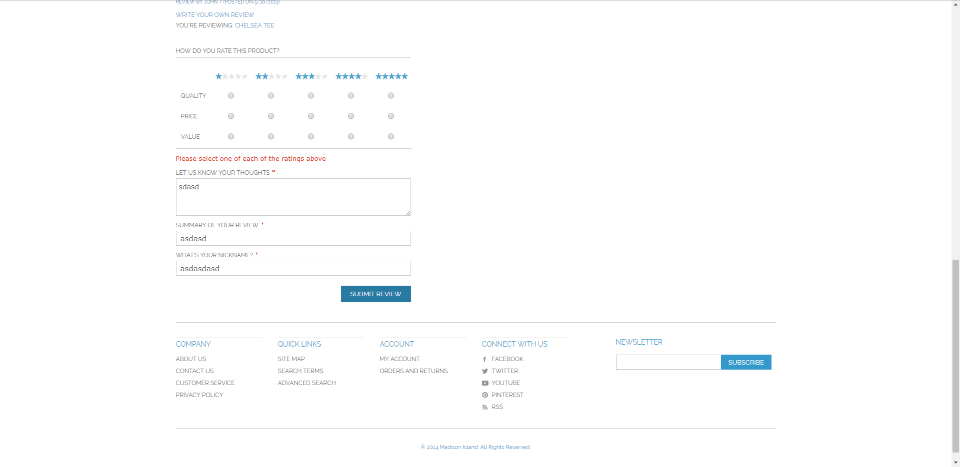 REVIEW BY JOHN / (POSTED ON 5/16/2013)
WRITE YOUR OWN REVIEW
YOU'RE REVIEWING: CHELSEA TEE
HOW DO YOU RATE THIS PRODUCT?
QUALITY
PRICE
VALUE
Please select one of each of the ratings above
LET US KNOW YOUR THOUGHTS *
sdasd
SUMMARY OF YOUR REVIEW *
asdasd
WHAT'S YOUR NICKNAME? *
asdasdasd
SUBMIT REVIEW
COMPANY
ABOUT US
CONTACT US
CUSTOMER SERVICE
PRIVACY POLICY
QUICK LINKS
SITE MAP
SEARCH TERMS
ADVANCED SEARCH
ACCOUNT
MY ACCOUNT
ORDERS AND RETURNS
CONNECT WITH US
FACEBOOK
TWITTER
YOUTUBE
PINTEREST
RSS
NEWSLETTER
SUBSCRIBE
© 2014 Madison Island. All Rights Reserved.